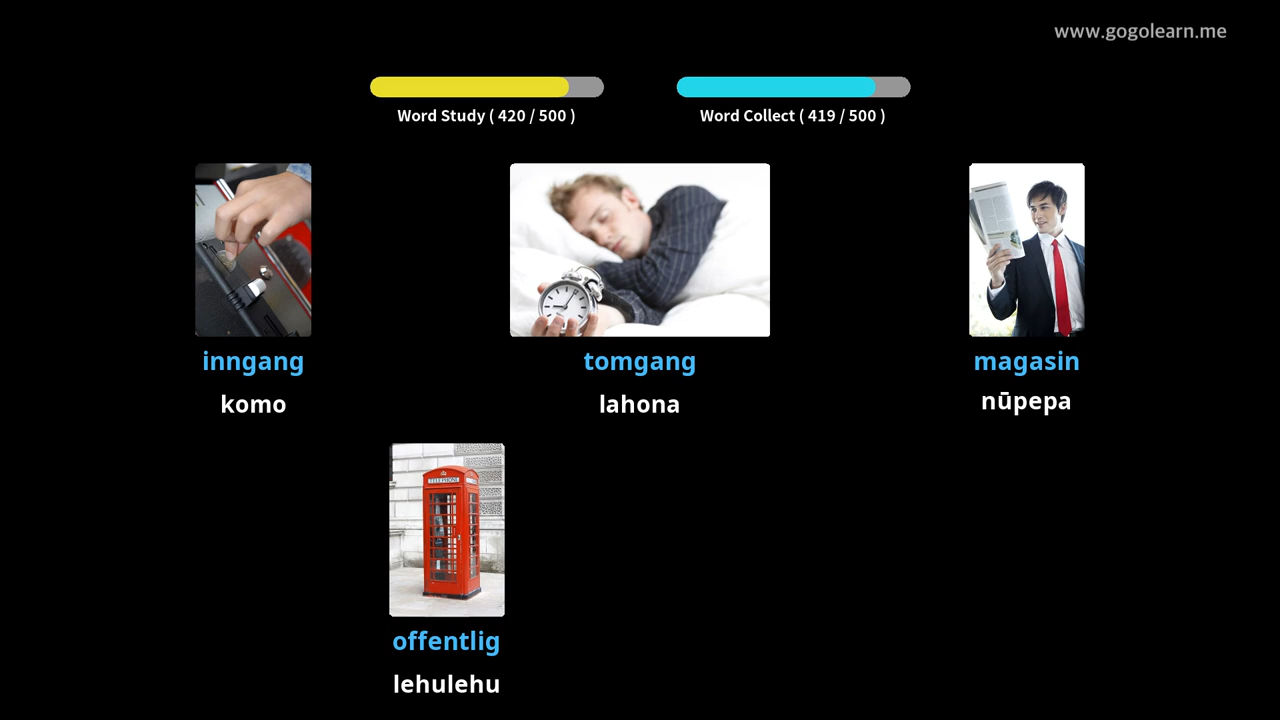 www.gogolearn.me
Word Study ( 420 / 500 )
Word Collect ( 419 / 500 )
inngang
komo
tomgang
lahona
magasin
nūpepa
TELEPHONE
offentlig
lehulehu